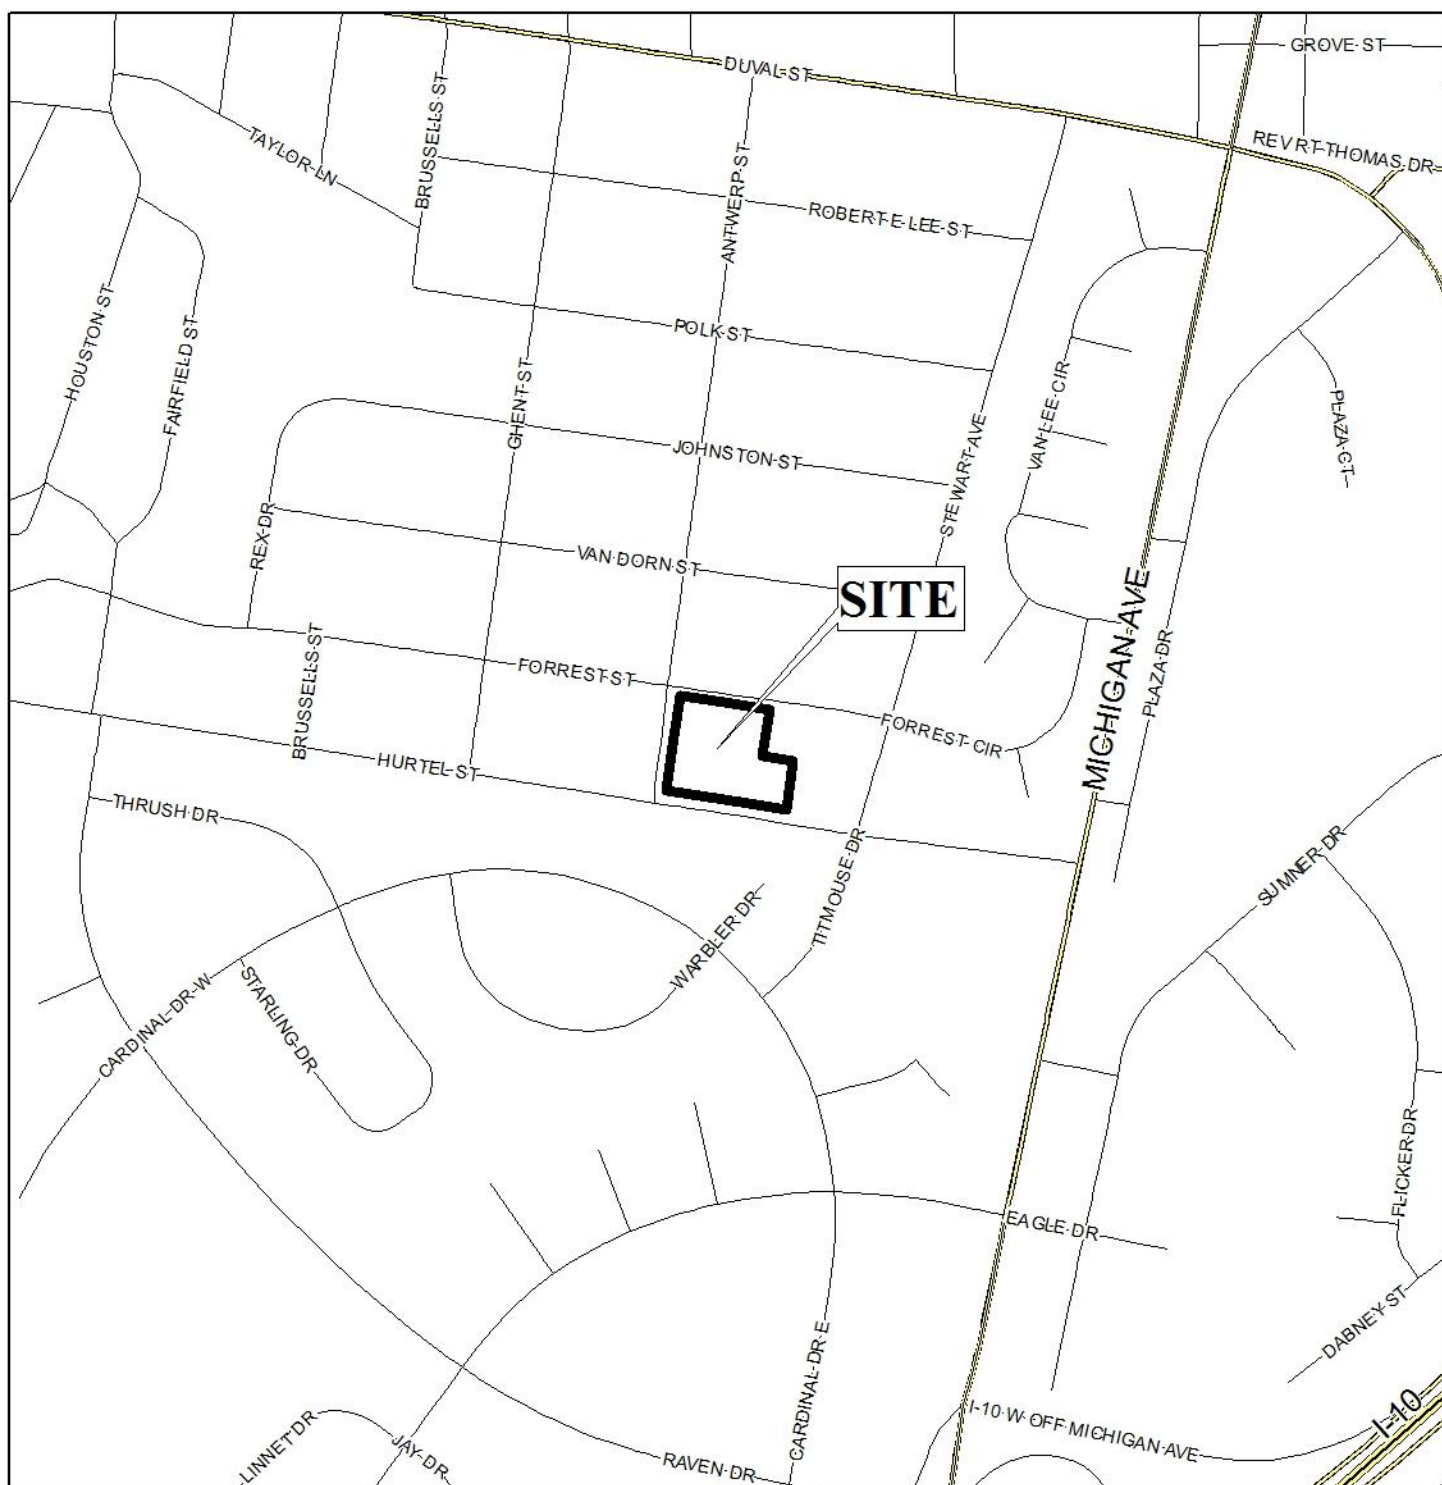 GROVE ST
DUVAL ST
REV R T THOMAS DR
TAYLOR LN
BRUSSELLS ST
ANTWERP ST
ROBERT E LEE ST
HOUSTON ST
FAIRFIELD ST
POLK ST
GHENT ST
VAN LEE CIR
PLAZA CT
JOHNSTON ST
STEWART AVE
REX DR
VAN DORN ST
SITE
MICHIGAN AVE
PLAZA DR
BRUSSELLS ST
FORREST ST
FORREST CIR
HURTEL ST
THRUSH DR
TITMOUSE DR
SUMNER DR
WARBLER DR
CARDINAL DR W
STARLING DR
FLICKER DR
EAGLE DR
DABNEY ST
CARDINAL DR E
I-10 W OFF MICHIGAN AVE
I-10
LINNET DR
JAY DR
RAVEN DR